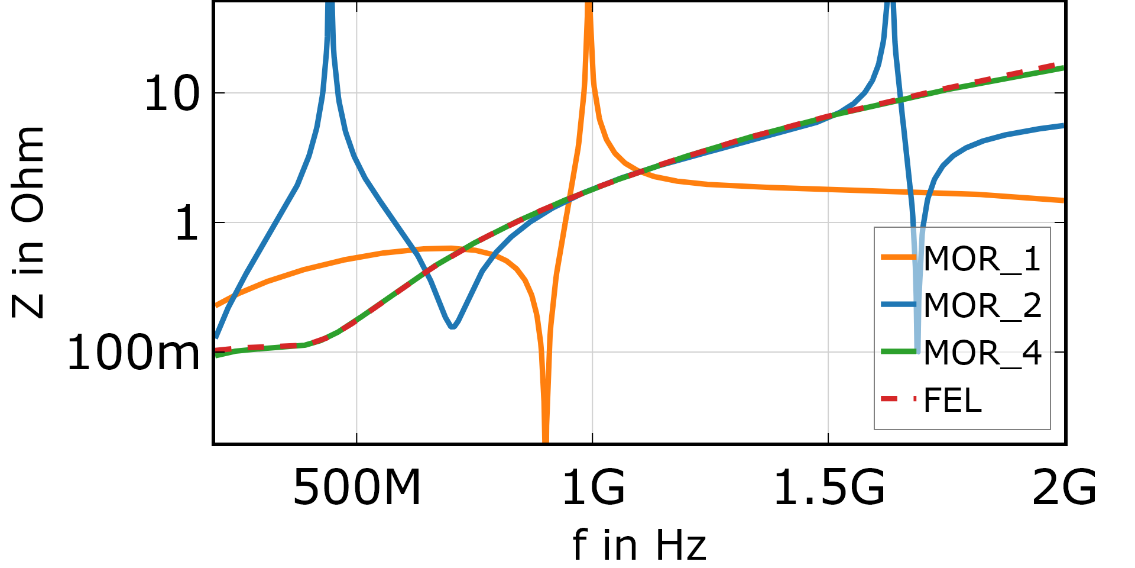 Z in Ohm
10
1
100m
MOR_1
MOR_2
MOR_4
FEL
500M 1G 1.5G 2G
f in Hz